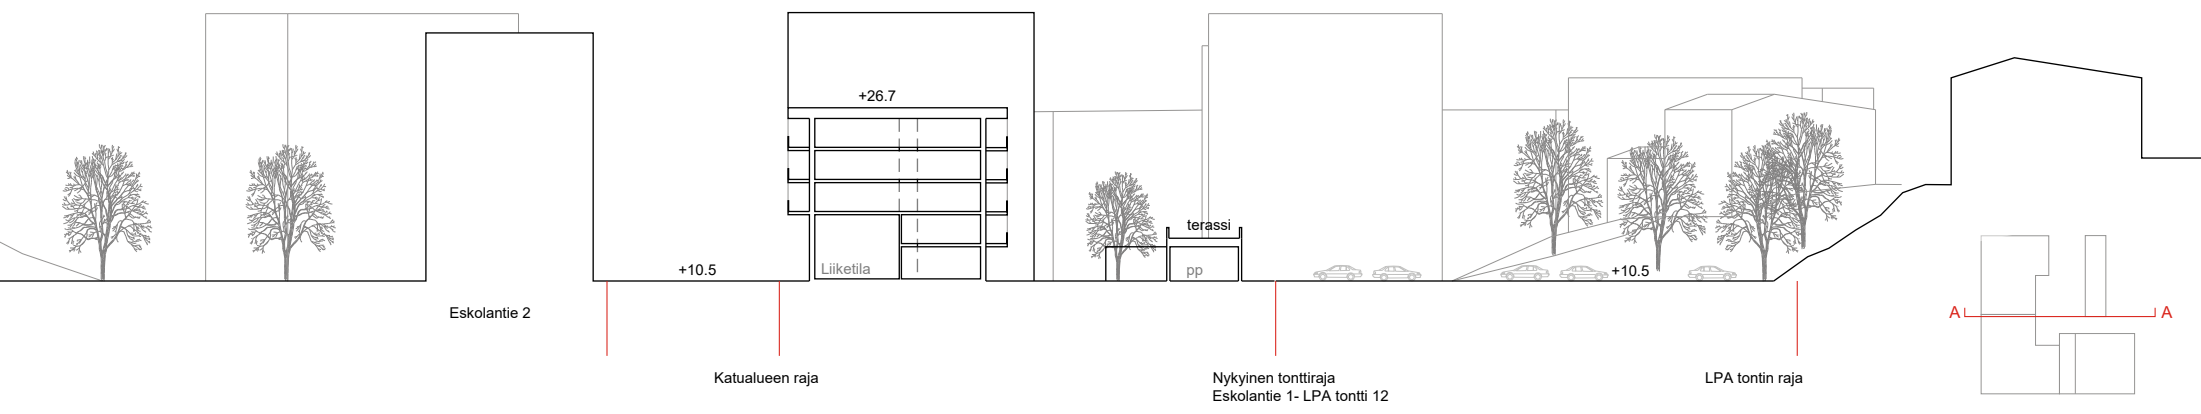 +26.7
terassi
+10.5
Liiketila
pp
+10.5
Eskolantie 2
A
A
Katualueen raja
Nykyinen tonttiraja
Eskolantie 1- LPA tontti 12
LPA tontin raja